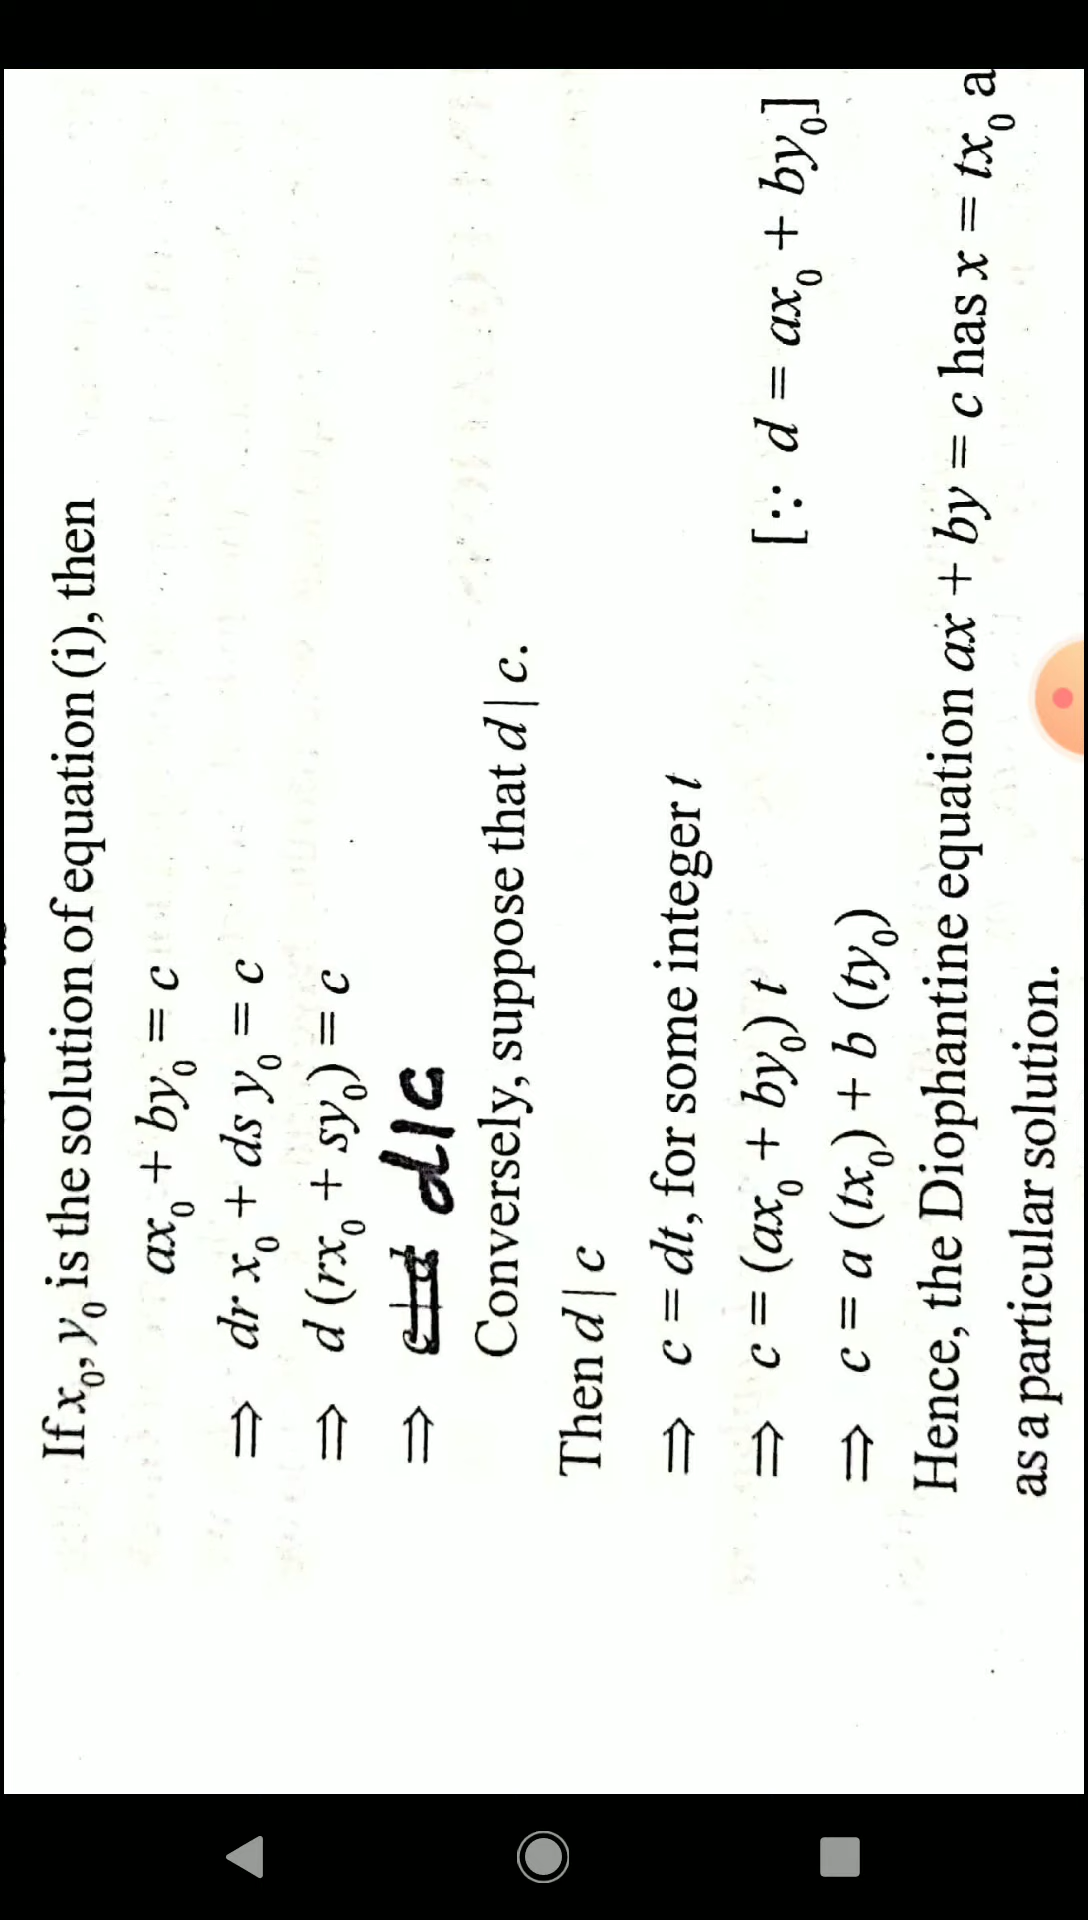 If x₀, y₀ is the solution of equation (i), then
ax₀ + by₀ = c
⇒ dr x₀ + ds y₀ = c
⇒ d (rx₀ + sy₀) = c
⇒ d|c
Conversely, suppose that d | c.
Then d | c
⇒ c = dt, for some integer t
⇒ c = (ax₀ + by₀) t [∵ d = ax₀ + by₀]
⇒ c = a (tx₀) + b (ty₀)
Hence, the Diophantine equation ax + by = c has x = tx₀ a
as a particular solution.